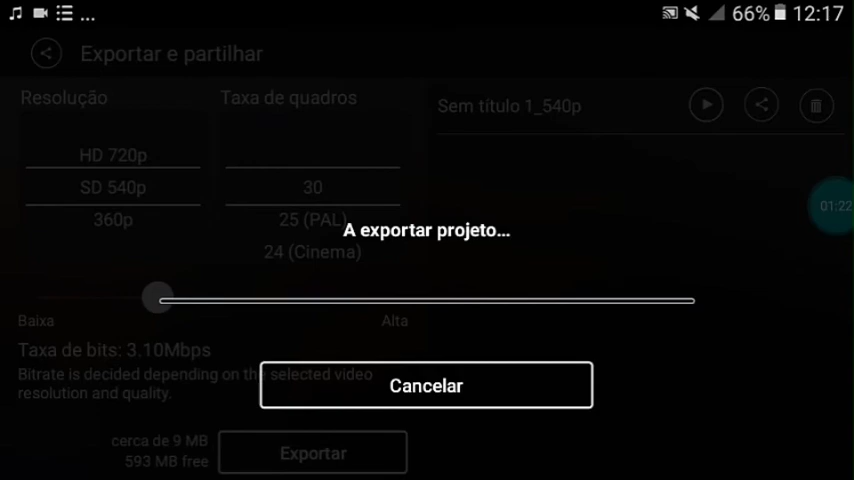 ... 66% 12:17
Exportar e partilhar
Resolução
Taxa de quadros
Sem título 1_540p
HD 720p
SD 540p
360p
30
25 (PAL)
24 (Cinema)
01:22
A exportar projeto...
Baixa
Alta
Taxa de bits: 3.10Mbps
Bitrate is decided depending on the selected video
resolution and quality.
Cancelar
cerca de 9 MB
593 MB free
Exportar